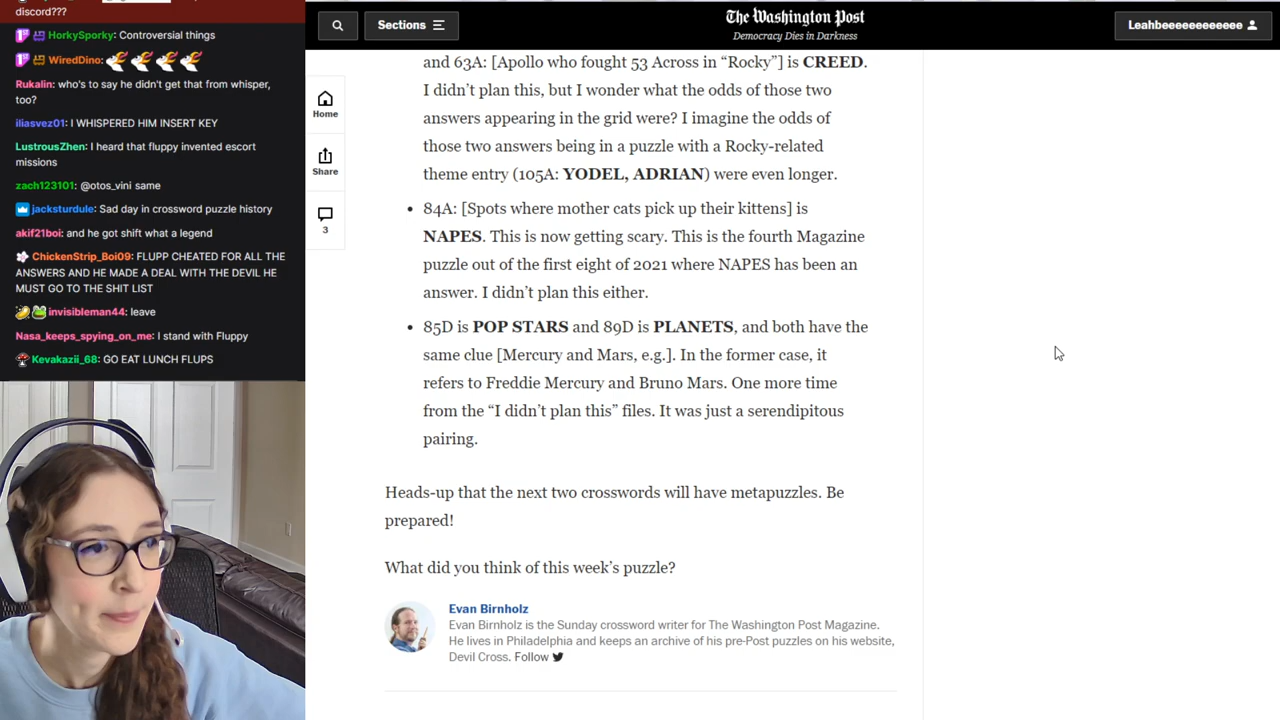 discord???
HorkySporky: Controversial things
WiredDino:
Rukalin: who's to say he didn't get that from whisper,
too?
iliasvez01: I WHISPERED HIM INSERT KEY
LustrousZhen: I heard that fluppy invented escort
missions
zach123101: @otos_vini same
jacksturdule: Sad day in crossword puzzle history
akif21boi: and he got shift what a legend
ChickenStrip_Boi09: FLUPP CHEATED FOR ALL THE
ANSWERS AND HE MADE A DEAL WITH THE DEVIL HE
MUST GO TO THE SHIT LIST
invisibleman44: leave
Nasa_keeps_spying_on_me: I stand with Fluppy
Kevakazii_68: GO EAT LUNCH FLUPS
Sections
The Washington Post
Democracy Dies in Darkness
Leahbeeeeeeeeeeeee
Home
Share
3
and 63A: [Apollo who fought 53 Across in “Rocky”] is CREED.
I didn’t plan this, but I wonder what the odds of those two
answers appearing in the grid were? I imagine the odds of
those two answers being in a puzzle with a Rocky-related
theme entry (105A: YODEL, ADRIAN) were even longer.
• 84A: [Spots where mother cats pick up their kittens] is
NAPES. This is now getting scary. This is the fourth Magazine
puzzle out of the first eight of 2021 where NAPES has been an
answer. I didn’t plan this either.
• 85D is POP STARS and 89D is PLANETS, and both have the
same clue [Mercury and Mars, e.g.]. In the former case, it
refers to Freddie Mercury and Bruno Mars. One more time
from the “I didn’t plan this” files. It was just a serendipitous
pairing.
Heads-up that the next two crosswords will have metapuzzles. Be
prepared!
What did you think of this week’s puzzle?
Evan Birnholz
Evan Birnholz is the Sunday crossword writer for The Washington Post Magazine.
He lives in Philadelphia and keeps an archive of his pre-Post puzzles on his website,
Devil Cross. Follow